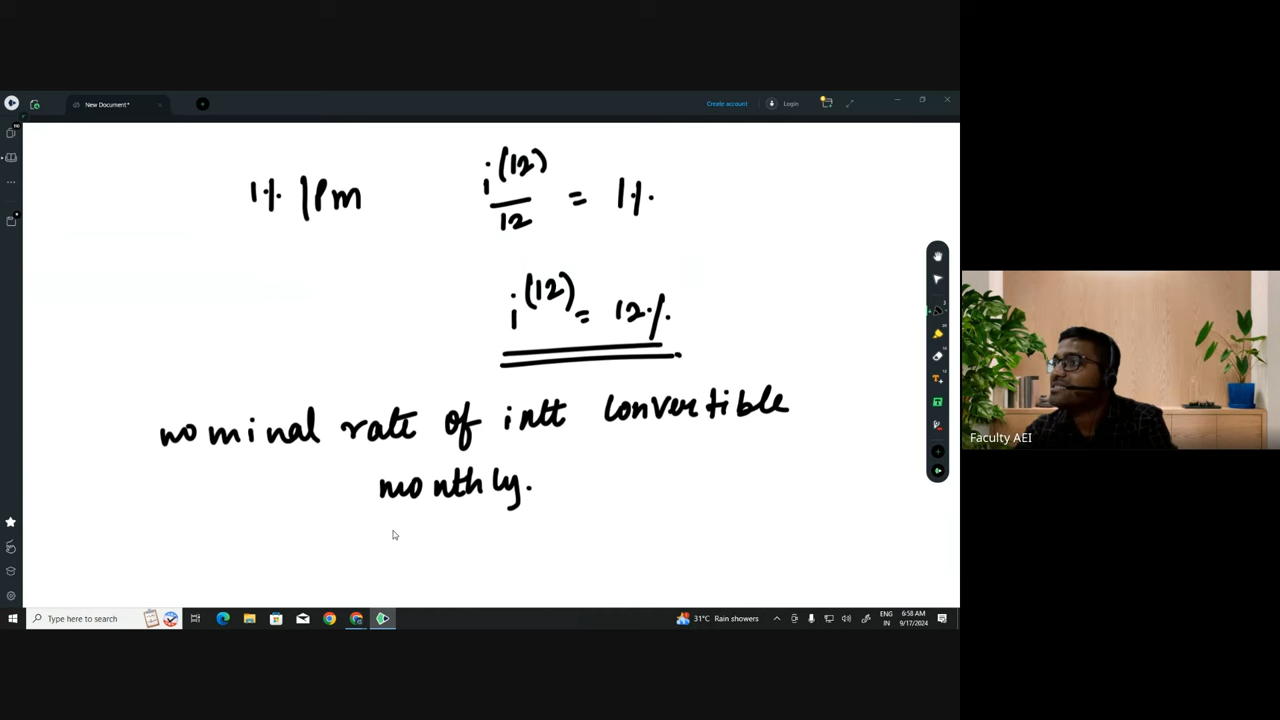 New Document*
Create account
Login
1% | Pm
i(12)
12
= 1%
i(12) = 12%
nominal rate of intt convertible
monthly.
Faculty AEI
Type here to search
31°C Rain showers
ENG
IN
6:58 AM
9/17/2024